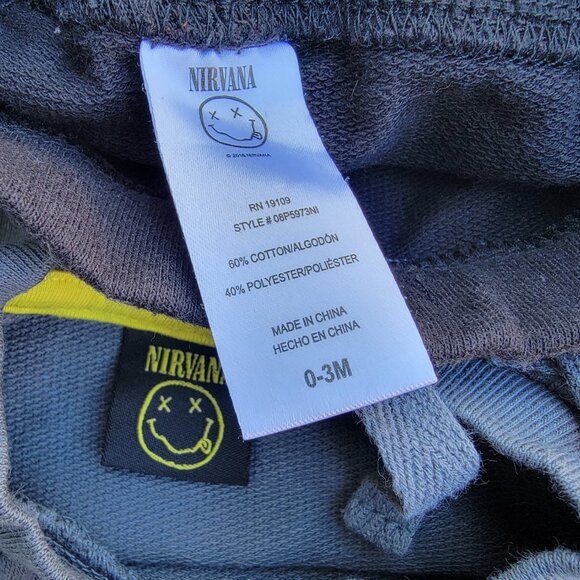 NIRVANA
© 2016 NIRVANA
RN 19109
STYLE # 08P5973NI
60% COTTON/ALGODÓN
40% POLYESTER/POLIÉSTER
MADE IN CHINA
HECHO EN CHINA
0-3M
NIRVANA